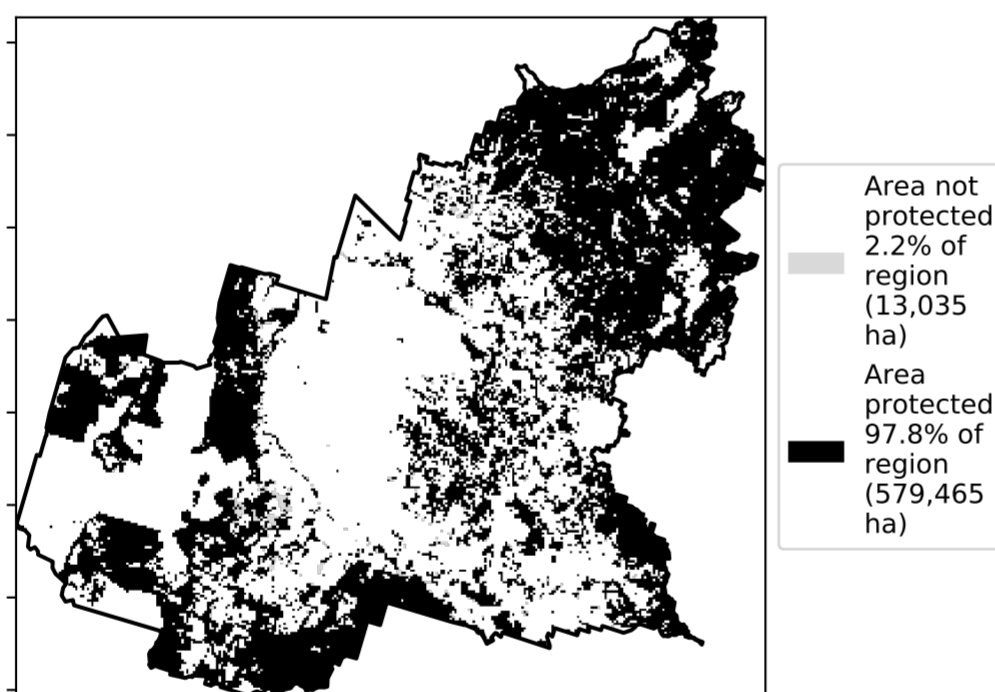 Area not
protected
2.2% of
region
(13,035
ha)
Area
protected
97.8% of
region
(579,465
ha)